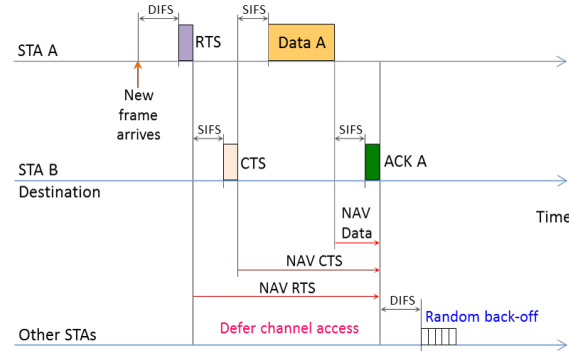 DIFS
SIFS
STA A
RTS
Data A
New
frame
arrives
SIFS
SIFS
STA B
CTS
ACK A
Destination
NAV
Data
Time
NAV CTS
NAV RTS
DIFS
Other STAs
Defer channel access
Random back-off